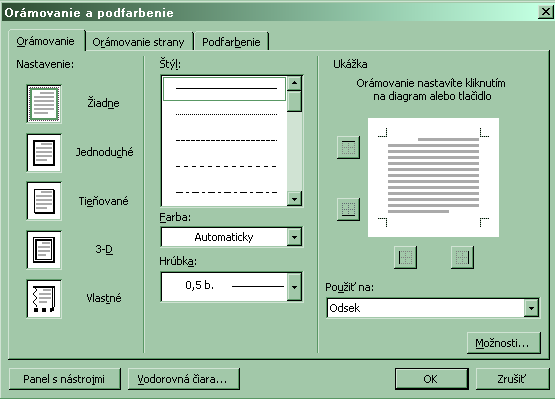 Orámovanie a podfarbenie
Orámovanie
Orámovanie strany
Podfarbenie
Nastavenie:
Žiadne
Jednoduché
Tieňované
3-D
Vlastné
Štýl:
Farba:
Automaticky
Hrúbka:
0,5 b.
Ukážka
Orámovanie nastavíte kliknutím
na diagram alebo tlačidlo
Použiť na:
Odsek
Možnosti...
Panel s nástrojmi
Vodorovná čiara...
OK
Zrušiť